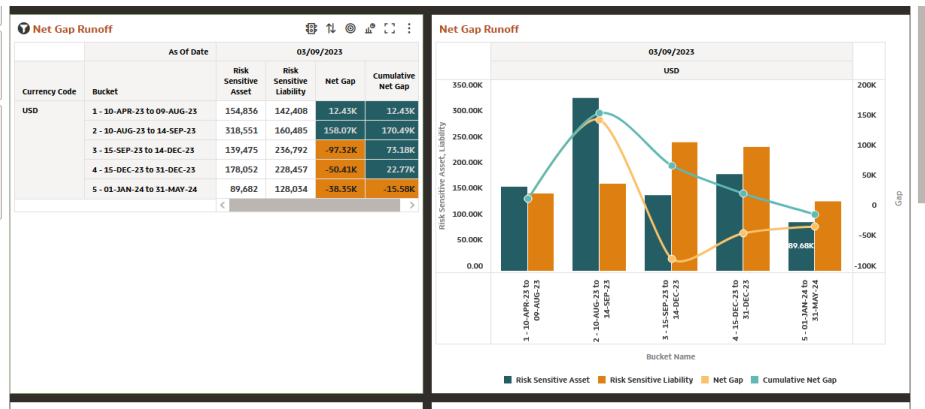 Net Gap Runoff
As Of Date 03/09/2023
Currency Code Bucket Risk Sensitive Asset Risk Sensitive Liability Net Gap Cumulative Net Gap
USD 1 - 10-APR-23 to 09-AUG-23 154,836 142,408 12.43K 12.43K
2 - 10-AUG-23 to 14-SEP-23 318,551 160,485 158.07K 170.49K
3 - 15-SEP-23 to 14-DEC-23 139,475 236,792 -97.32K 73.18K
4 - 15-DEC-23 to 31-DEC-23 178,052 228,457 -50.41K 22.77K
5 - 01-JAN-24 to 31-MAY-24 89,682 128,034 -38.35K -15.58K
Net Gap Runoff
03/09/2023
USD
350.00K
300.00K
250.00K
200.00K
150.00K
100.00K
50.00K
0.00
Risk Sensitive Asset, Liability
200K
150K
100K
50K
0
-50K
-100K
Gap
89.68K
1 - 10-APR-23 to
09-AUG-23
2 - 10-AUG-23 to
14-SEP-23
3 - 15-SEP-23 to
14-DEC-23
4 - 15-DEC-23 to
31-DEC-23
5 - 01-JAN-24 to
31-MAY-24
Bucket Name
Risk Sensitive Asset Risk Sensitive Liability Net Gap Cumulative Net Gap